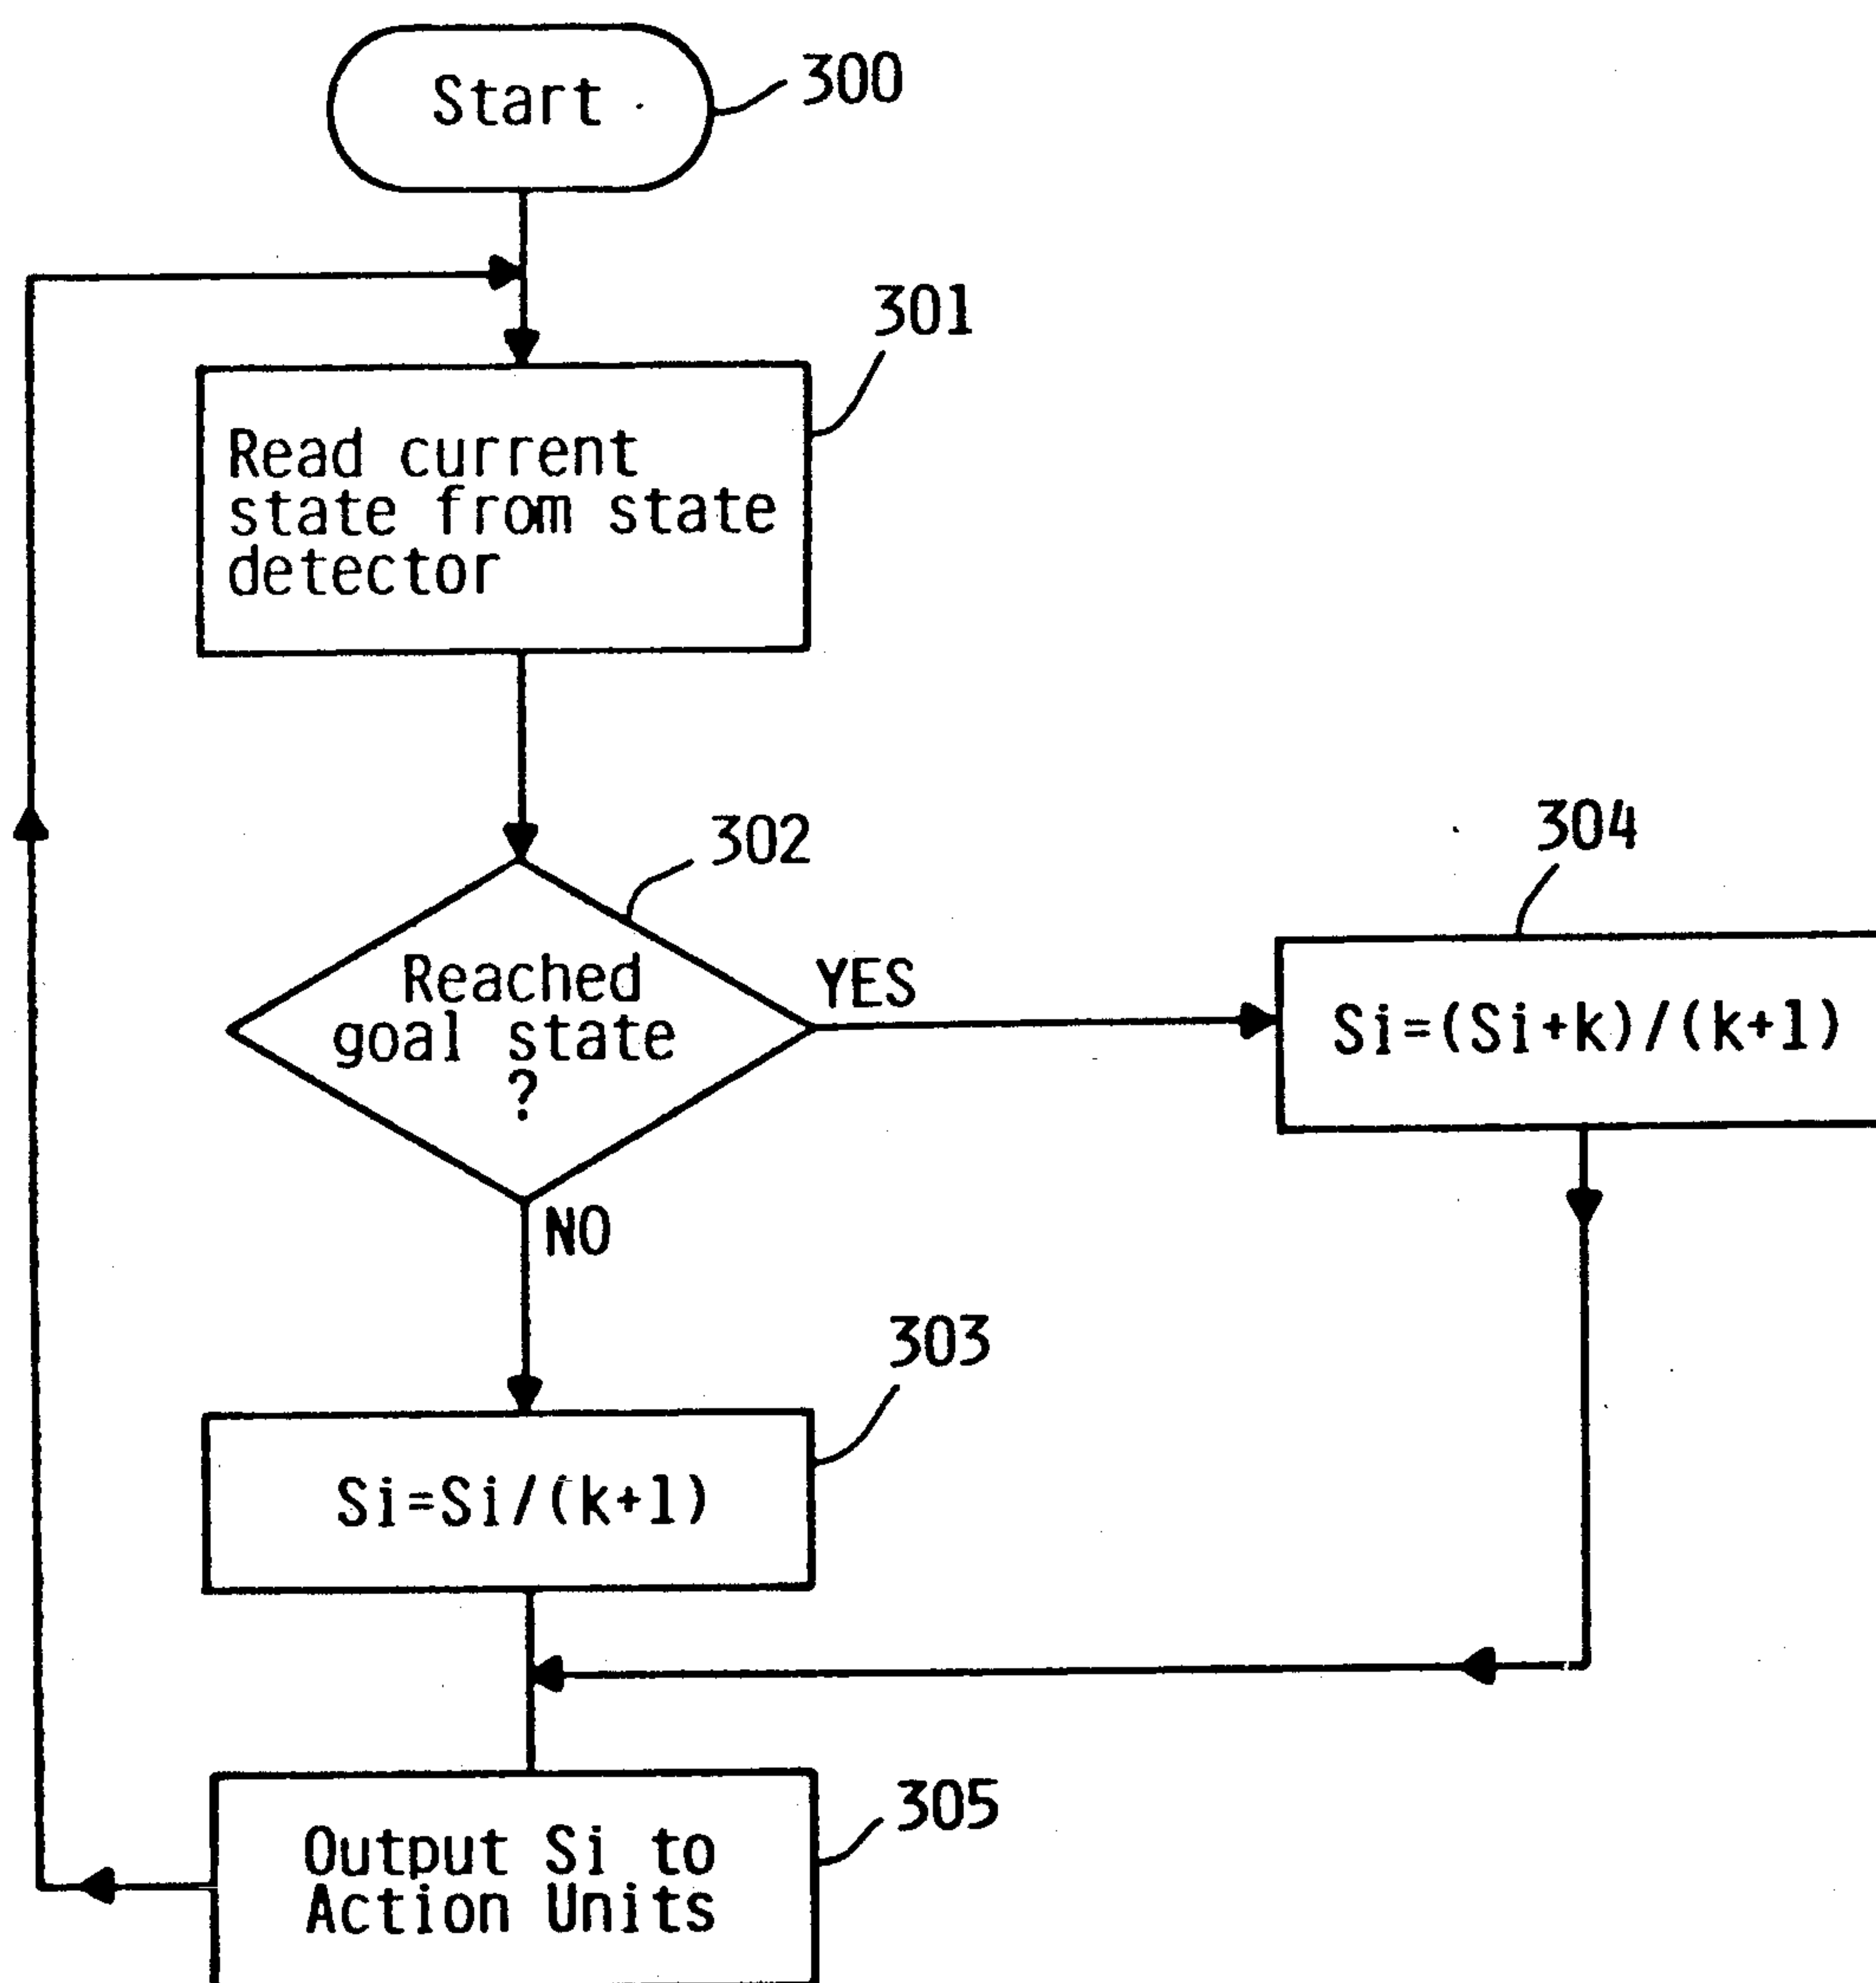 Start
300
301
Read current
state from state
detector
302
304
Reached
goal state
?
YES
Si=(Si+k)/(k+1)
NO
303
Si=Si/(k+1)
305
Output Si to
Action Units